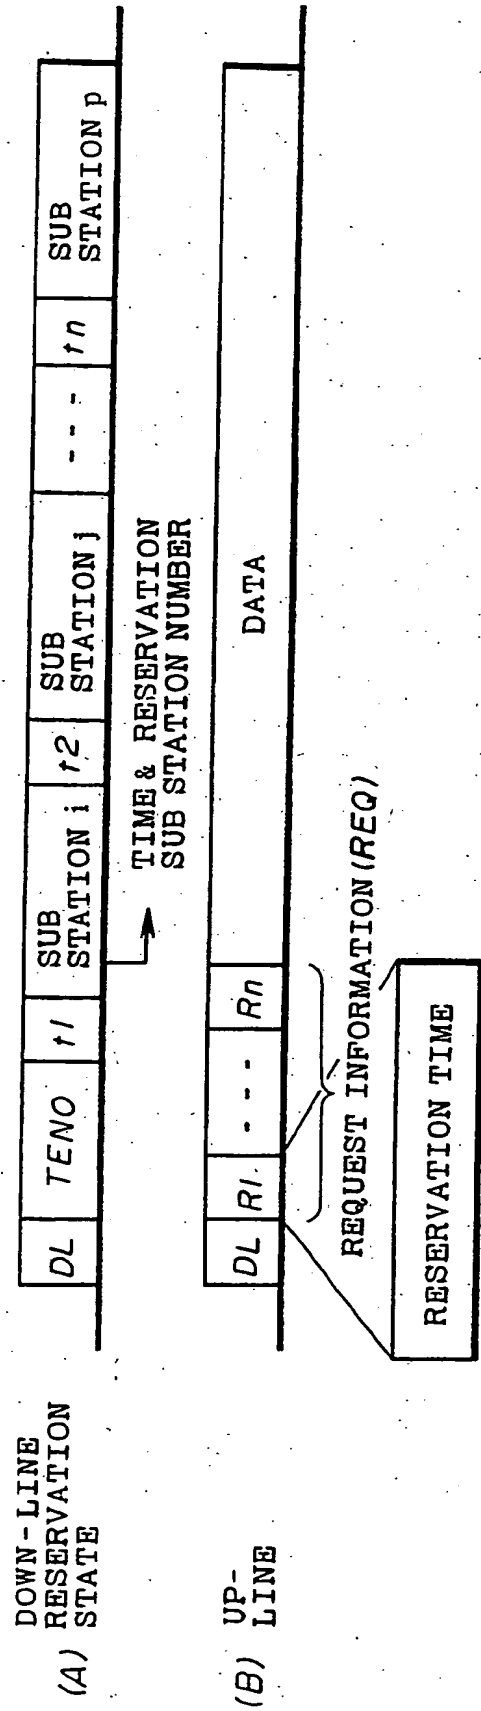 (A) DOWN-LINE
RESERVATION
STATE
DL TENO t1 SUB STATION i t2 SUB STATION j - - - tn SUB STATION p
TIME & RESERVATION
SUB STATION NUMBER
(B) UP-
LINE
DL R1 - - - Rn DATA
REQUEST INFORMATION (REQ)
RESERVATION TIME